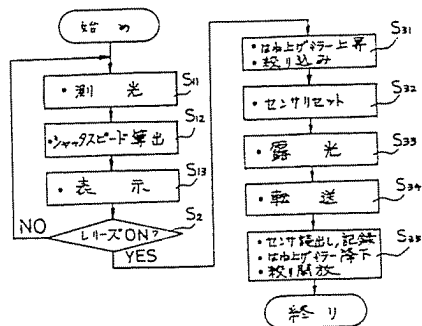 始め
・測光
S11
・シャッタスピード算出
S12
・表示
S13
レリーズON?
S2
NO
YES
・はね上げミラー上昇
・絞り込み
S31
・センサリセット
S32
・露光
S33
・転送
S34
・センサ読出し,記録
・はね上げミラー降下
・絞り開放
S35
終り